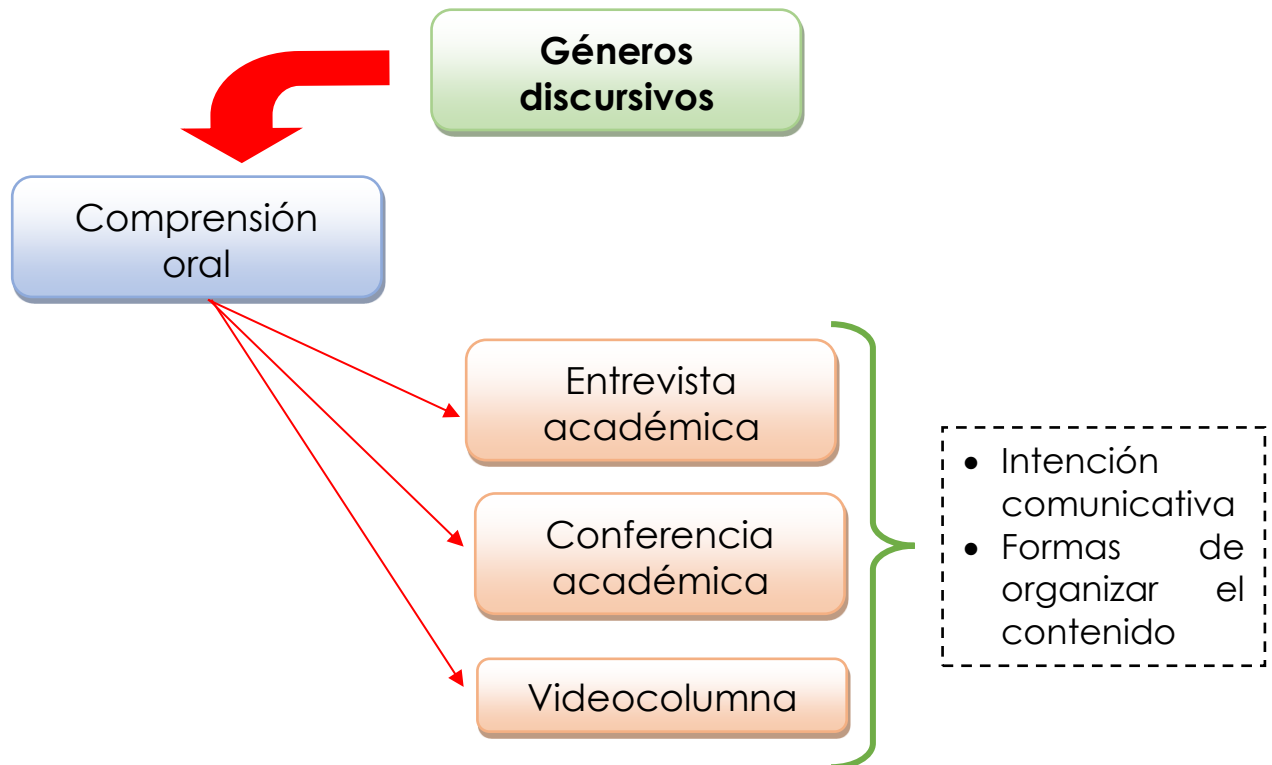 Géneros
discursivos
Comprensión
oral
Entrevista
académica
Conferencia
académica
Videocolumna
• Intención
comunicativa
• Formas de
organizar el
contenido